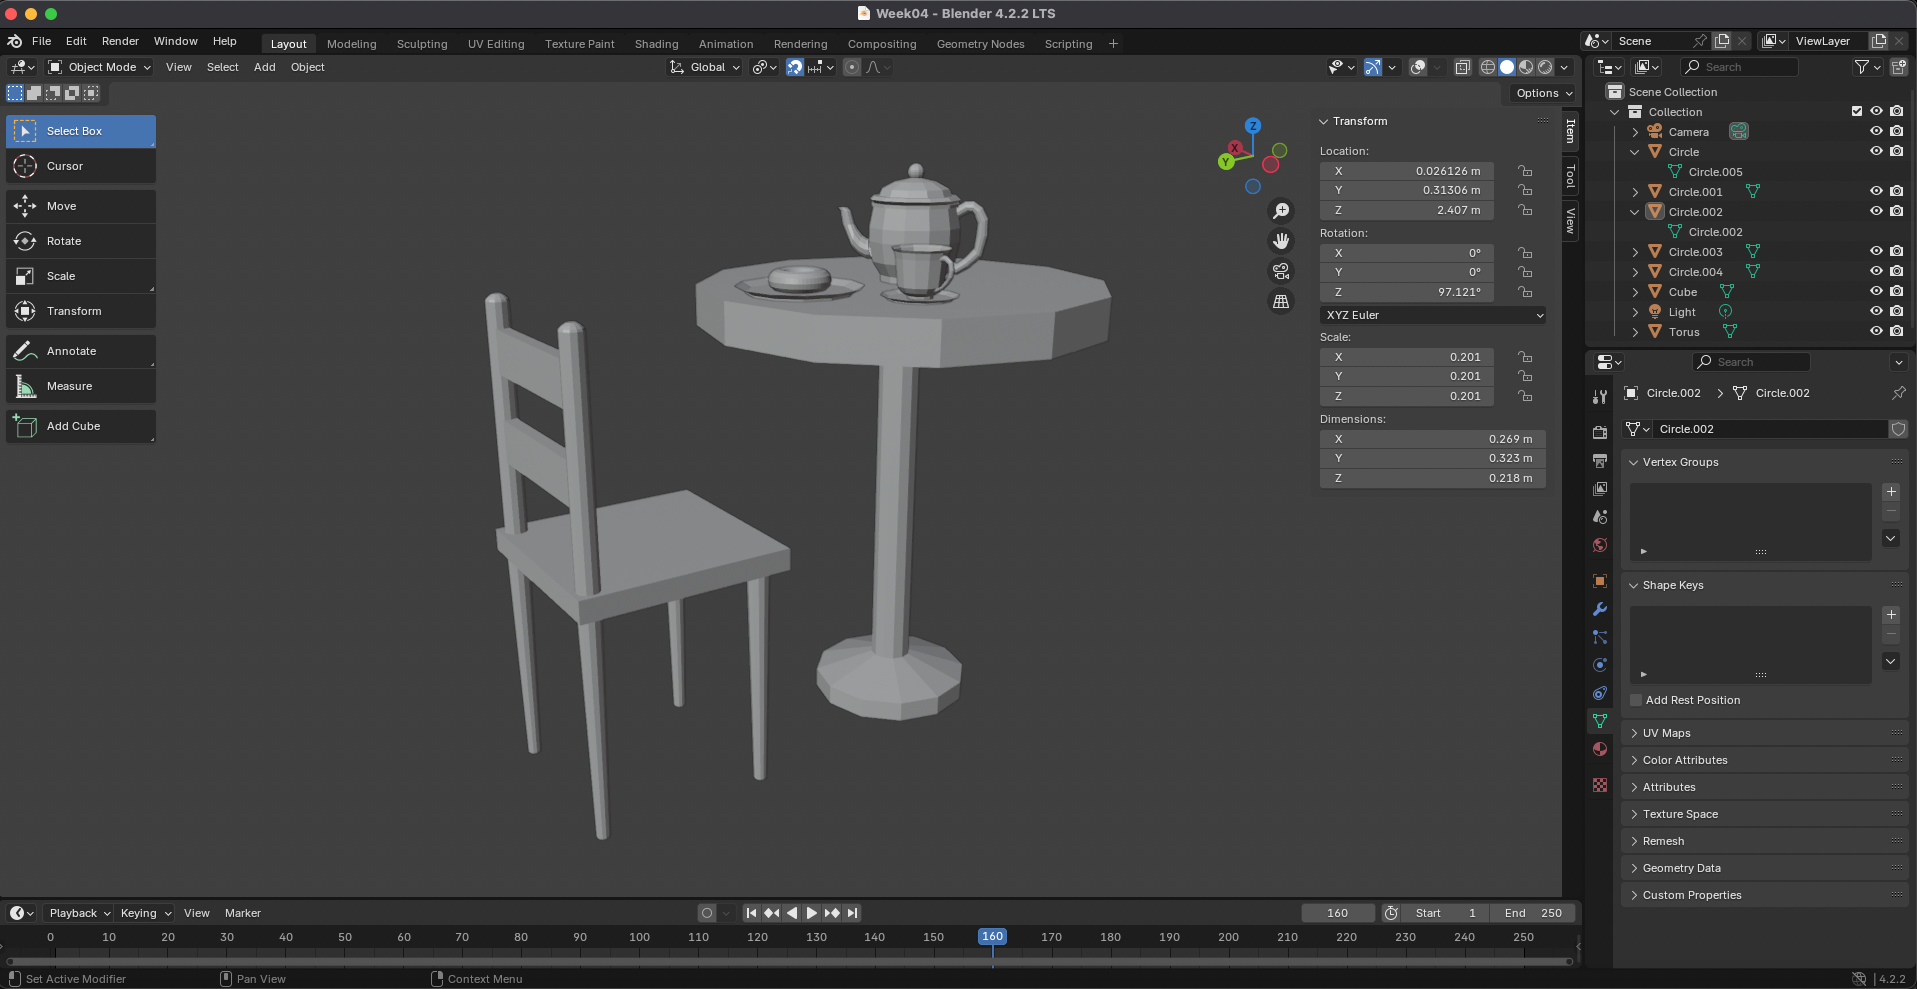 Week04 - Blender 4.2.2 LTS
File Edit Render Window Help Layout Modeling Sculpting UV Editing Texture Paint Shading Animation Rendering Compositing Geometry Nodes Scripting + Scene ViewLayer
Object Mode View Select Add Object Global Search
Options
Select Box
Cursor
Move
Rotate
Scale
Transform
Annotate
Measure
Add Cube
Z
X
Y
Transform
Location:
X 0.026126 m
Y 0.31306 m
Z 2.407 m
Rotation:
X 0°
Y 0°
Z 97.121°
XYZ Euler
Scale:
X 0.201
Y 0.201
Z 0.201
Dimensions:
X 0.269 m
Y 0.323 m
Z 0.218 m
Item
Tool
View
Scene Collection
Collection
Camera
Circle
Circle.005
Circle.001
Circle.002
Circle.002
Circle.003
Circle.004
Cube
Light
Torus
Search
Circle.002 > Circle.002
Circle.002
Vertex Groups
Shape Keys
Add Rest Position
UV Maps
Color Attributes
Attributes
Texture Space
Remesh
Geometry Data
Custom Properties
Playback Keying View Marker 160 Start 1 End 250
0 10 20 30 40 50 60 70 80 90 100 110 120 130 140 150 160 170 180 190 200 210 220 230 240 250
Set Active Modifier Pan View Context Menu 4.2.2